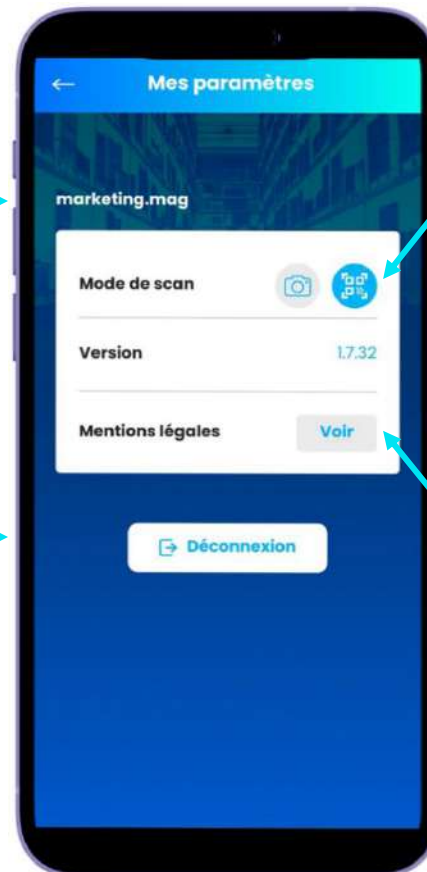 Mes paramètres
marketing.mag
Mode de scan
Version 1.7.32
Mentions légales Voir
Déconnexion